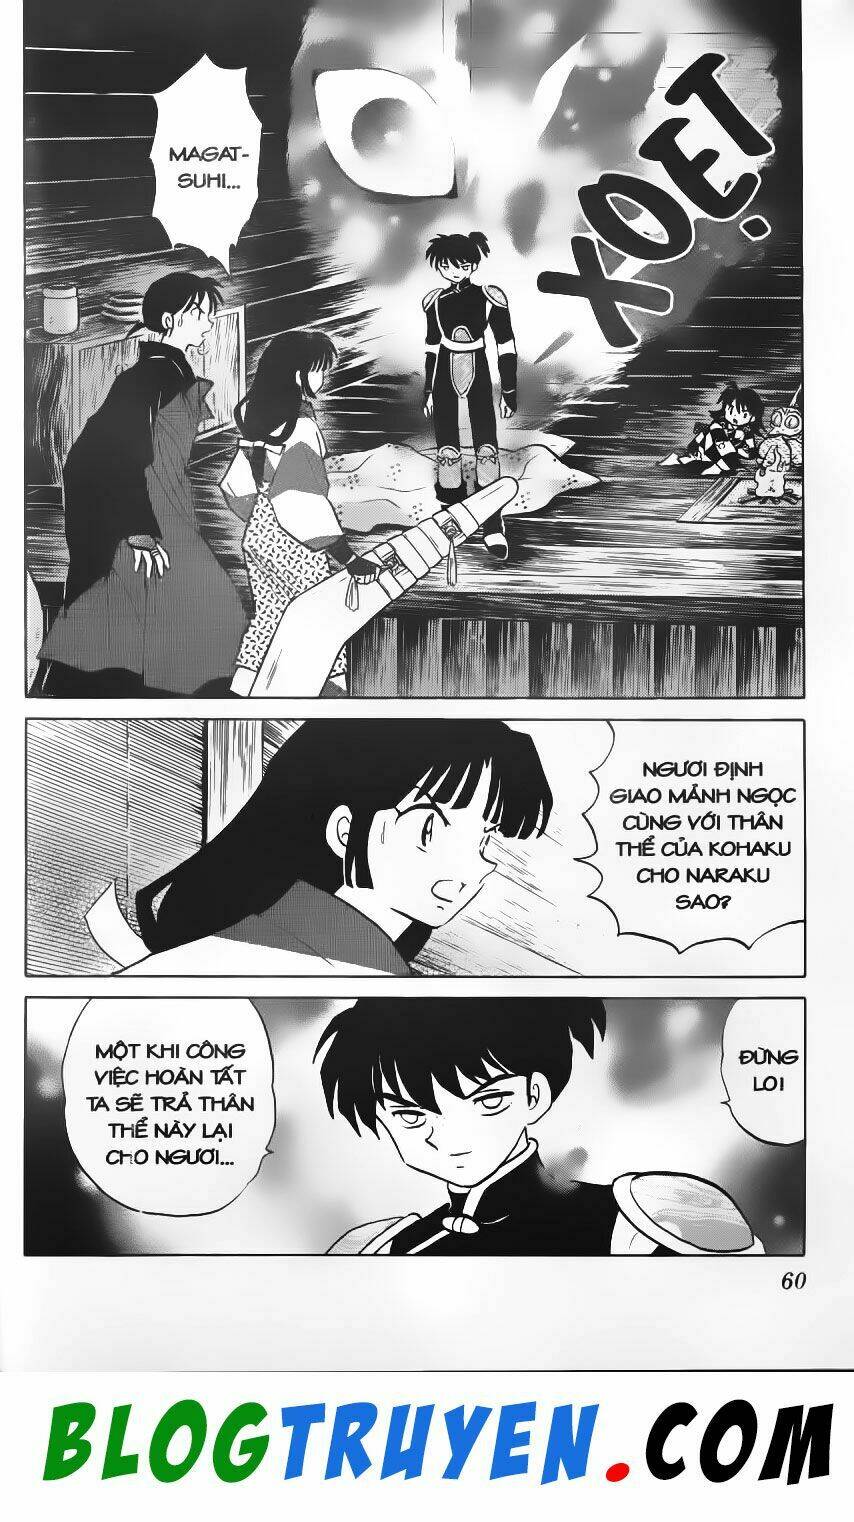 MAGAT-
SUHI...
XOẸT
NGƯƠI ĐỊNH
GIAO MẢNH NGỌC
CÙNG VỚI THÂN
THỂ CỦA KOHAKU
CHO NARAKU
SAO?
ĐỪNG
LO!
MỘT KHI CÔNG
VIỆC HOÀN TẤT
TA SẼ TRẢ THÂN
THỂ NÀY LẠI
CHO NGƯƠI...
60
BLOGTRUYEN.COM